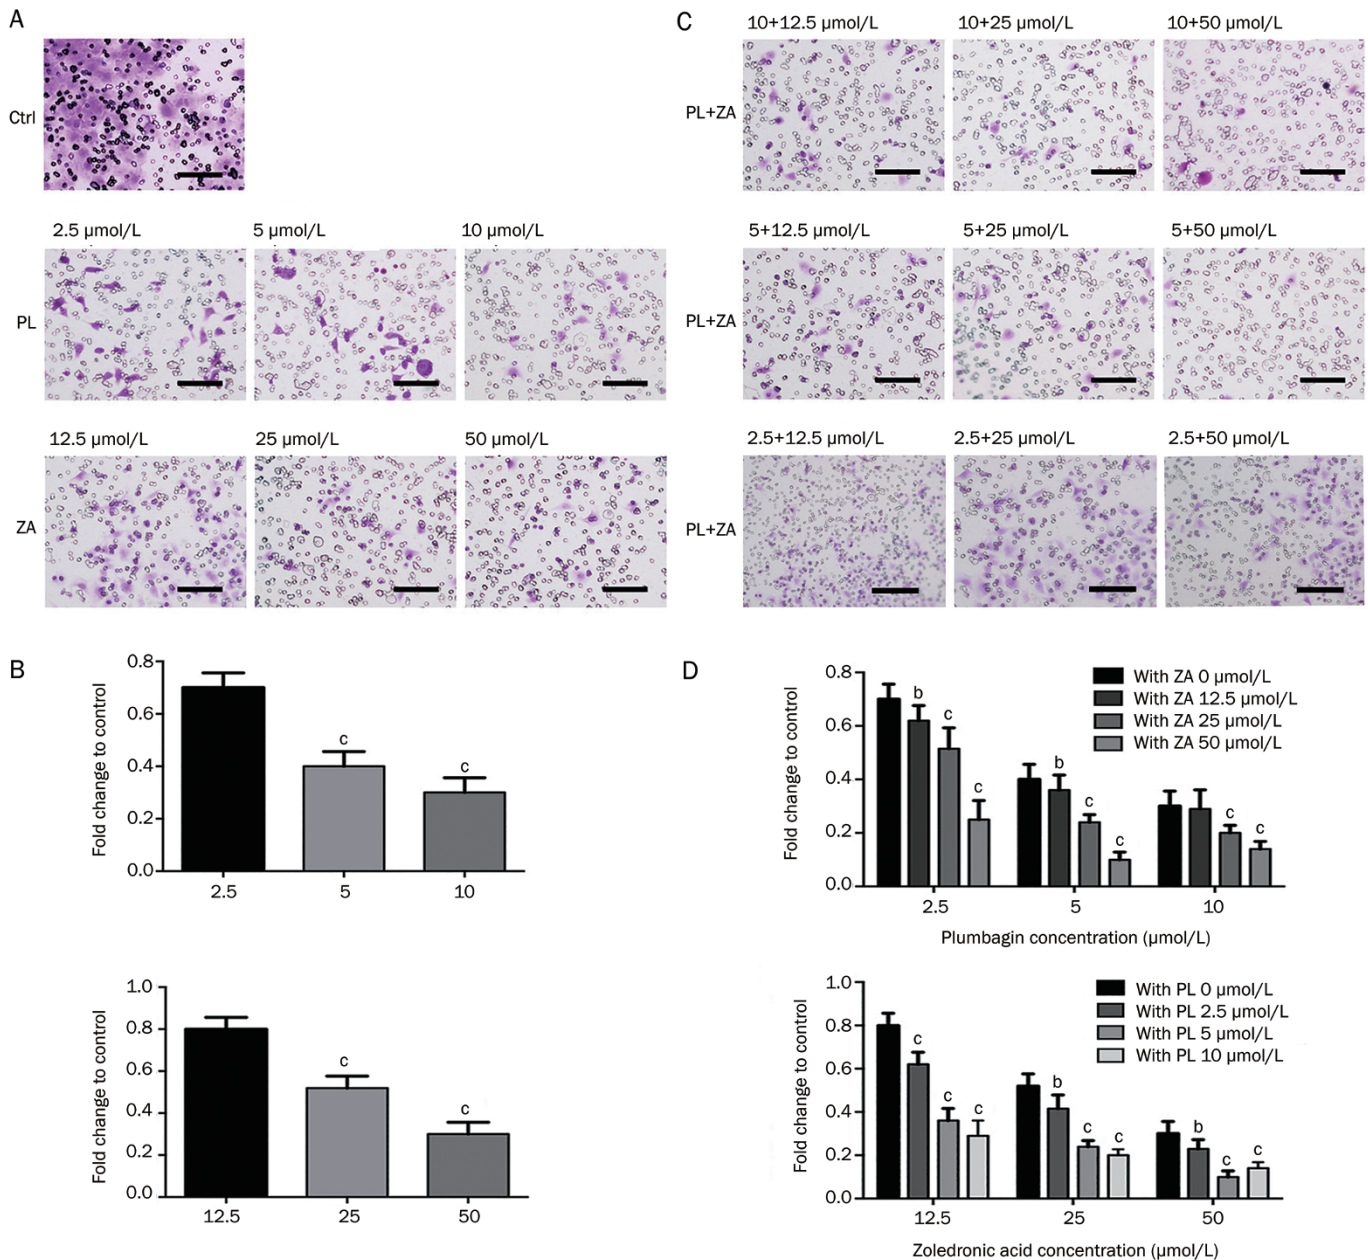 A
Ctrl
2.5 µmol/L 5 µmol/L 10 µmol/L
PL
12.5 µmol/L 25 µmol/L 50 µmol/L
ZA
B
Fold change to control
0.8
0.6
0.4
0.2
0.0
c
c
2.5 5 10
Fold change to control
1.0
0.8
0.6
0.4
0.2
0.0
c
c
12.5 25 50
C
10+12.5 µmol/L 10+25 µmol/L 10+50 µmol/L
PL+ZA
5+12.5 µmol/L 5+25 µmol/L 5+50 µmol/L
PL+ZA
2.5+12.5 µmol/L 2.5+25 µmol/L 2.5+50 µmol/L
PL+ZA
D
Fold change to control
0.8
0.6
0.4
0.2
0.0
With ZA 0 µmol/L
With ZA 12.5 µmol/L
With ZA 25 µmol/L
With ZA 50 µmol/L
b c c
b c c
c c
2.5 5 10
Plumbagin concentration (µmol/L)
Fold change to control
1.0
0.8
0.6
0.4
0.2
0.0
With PL 0 µmol/L
With PL 2.5 µmol/L
With PL 5 µmol/L
With PL 10 µmol/L
c c c
b c c
b c c
12.5 25 50
Zoledronic acid concentration (µmol/L)